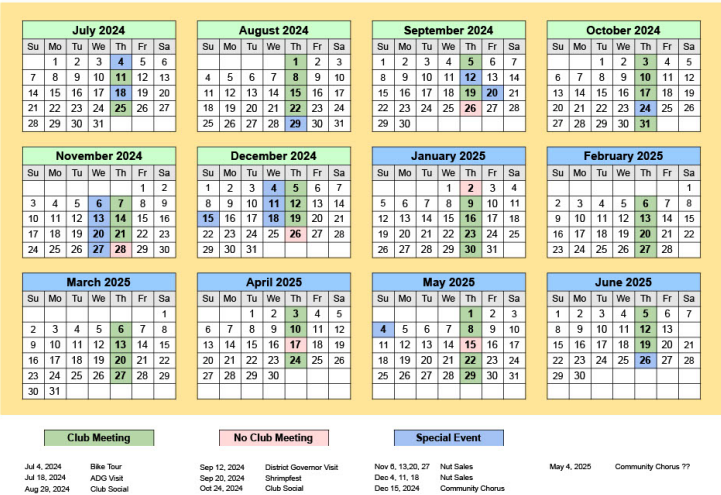 July 2024 August 2024 September 2024 October 2024
Su Mo Tu We Th Fr Sa Su Mo Tu We Th Fr Sa Su Mo Tu We Th Fr Sa Su Mo Tu We Th Fr Sa
1 2 3 4 5 6 1 2 3 1 2 3 4 5 6 7 1 2 3 4 5
7 8 9 10 11 12 13 4 5 6 7 8 9 10 8 9 10 11 12 13 14 6 7 8 9 10 11 12
14 15 16 17 18 19 20 11 12 13 14 15 16 17 15 16 17 18 19 20 21 13 14 15 16 17 18 19
21 22 23 24 25 26 27 18 19 20 21 22 23 24 22 23 24 25 26 27 28 20 21 22 23 24 25 26
28 29 30 31 25 26 27 28 29 30 31 29 30 27 28 29 30 31
November 2024 December 2024 January 2025 February 2025
Su Mo Tu We Th Fr Sa Su Mo Tu We Th Fr Sa Su Mo Tu We Th Fr Sa Su Mo Tu We Th Fr Sa
1 2 1 2 3 4 5 6 7 1 2 3 4 1
3 4 5 6 7 8 9 8 9 10 11 12 13 14 5 6 7 8 9 10 11 2 3 4 5 6 7 8
10 11 12 13 14 15 16 15 16 17 18 19 20 21 12 13 14 15 16 17 18 9 10 11 12 13 14 15
17 18 19 20 21 22 23 22 23 24 25 26 27 28 19 20 21 22 23 24 25 16 17 18 19 20 21 22
24 25 26 27 28 29 30 29 30 31 26 27 28 29 30 31 23 24 25 26 27 28
March 2025 April 2025 May 2025 June 2025
Su Mo Tu We Th Fr Sa Su Mo Tu We Th Fr Sa Su Mo Tu We Th Fr Sa Su Mo Tu We Th Fr Sa
1 1 2 3 4 5 1 2 3 1 2 3 4 5 6 7
2 3 4 5 6 7 8 6 7 8 9 10 11 12 4 5 6 7 8 9 10 8 9 10 11 12 13 14
9 10 11 12 13 14 15 13 14 15 16 17 18 19 11 12 13 14 15 16 17 15 16 17 18 19 20 21
16 17 18 19 20 21 22 20 21 22 23 24 25 26 18 19 20 21 22 23 24 22 23 24 25 26 27 28
23 24 25 26 27 28 29 27 28 29 30 25 26 27 28 29 30 31 29 30
30 31
Club Meeting No Club Meeting Special Event
Jul 4, 2024 Bike Tour Sep 12, 2024 District Governor Visit Nov 6, 13,20, 27 Nut Sales May 4, 2025 Community Chorus ??
Jul 18, 2024 ADG Visit Sep 20, 2024 Shrimpfest Dec 4, 11, 18 Nut Sales
Aug 29, 2024 Club Social Oct 24, 2024 Club Social Dec 15, 2024 Community Chorus